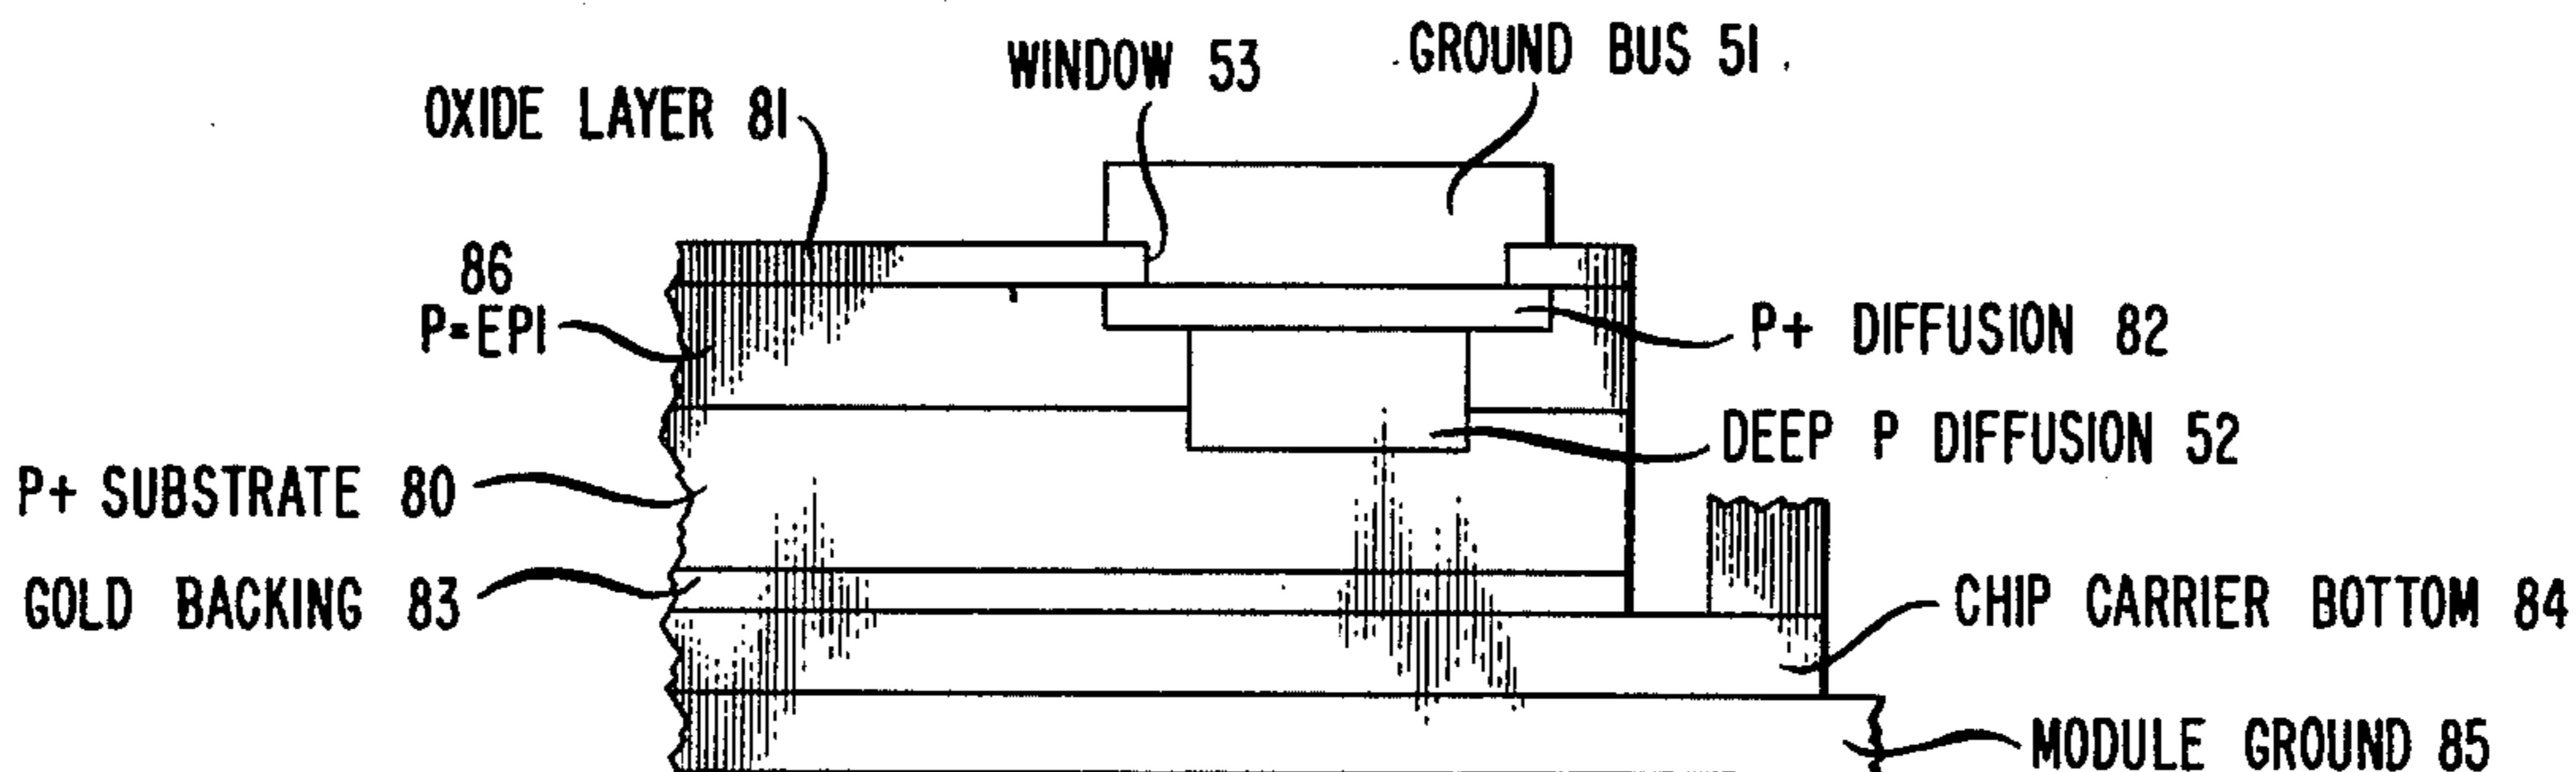 WINDOW 53
GROUND BUS 51
OXIDE LAYER 81
86
P=EPI
P+ DIFFUSION 82
DEEP P DIFFUSION 52
P+ SUBSTRATE 80
GOLD BACKING 83
CHIP CARRIER BOTTOM 84
MODULE GROUND 85